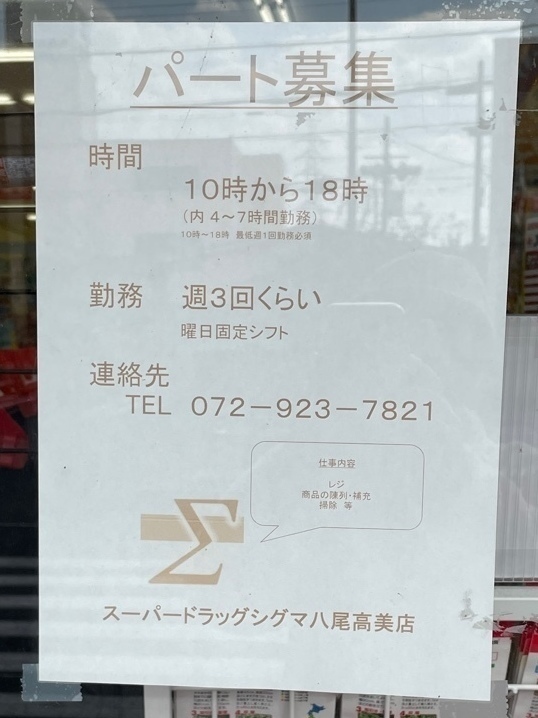 パート募集
時間
10時から18時
(内 4～7時間勤務)
10時～18時 最低週1回勤務必須
勤務 週3回くらい
曜日固定シフト
連絡先
TEL 072－923－7821
仕事内容
レジ
商品の陳列・補充
掃除 等
Σ
スーパードラッグシグマ八尾高美店